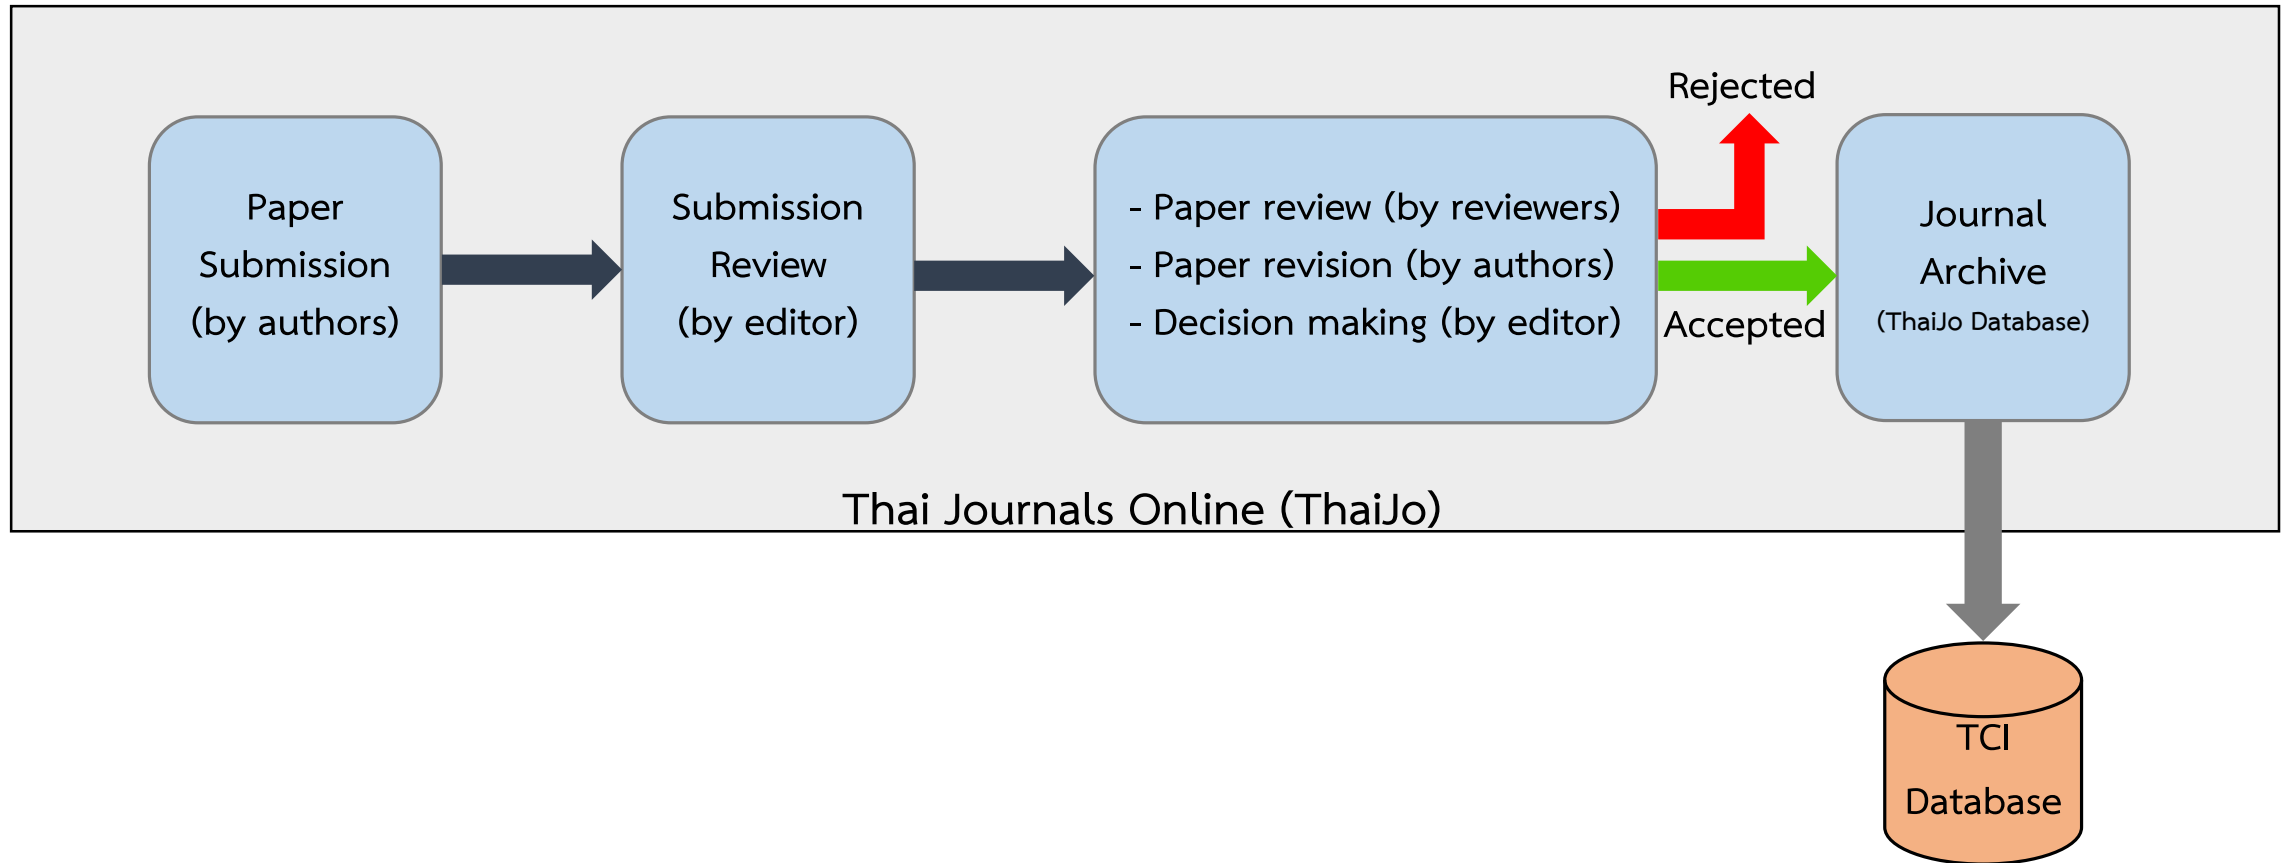 Paper
Submission
(by authors)
Submission
Review
(by editor)
- Paper review (by reviewers)
- Paper revision (by authors)
- Decision making (by editor)
Rejected
Accepted
Journal
Archive
(ThaiJo Database)
Thai Journals Online (ThaiJo)
TCI
Database